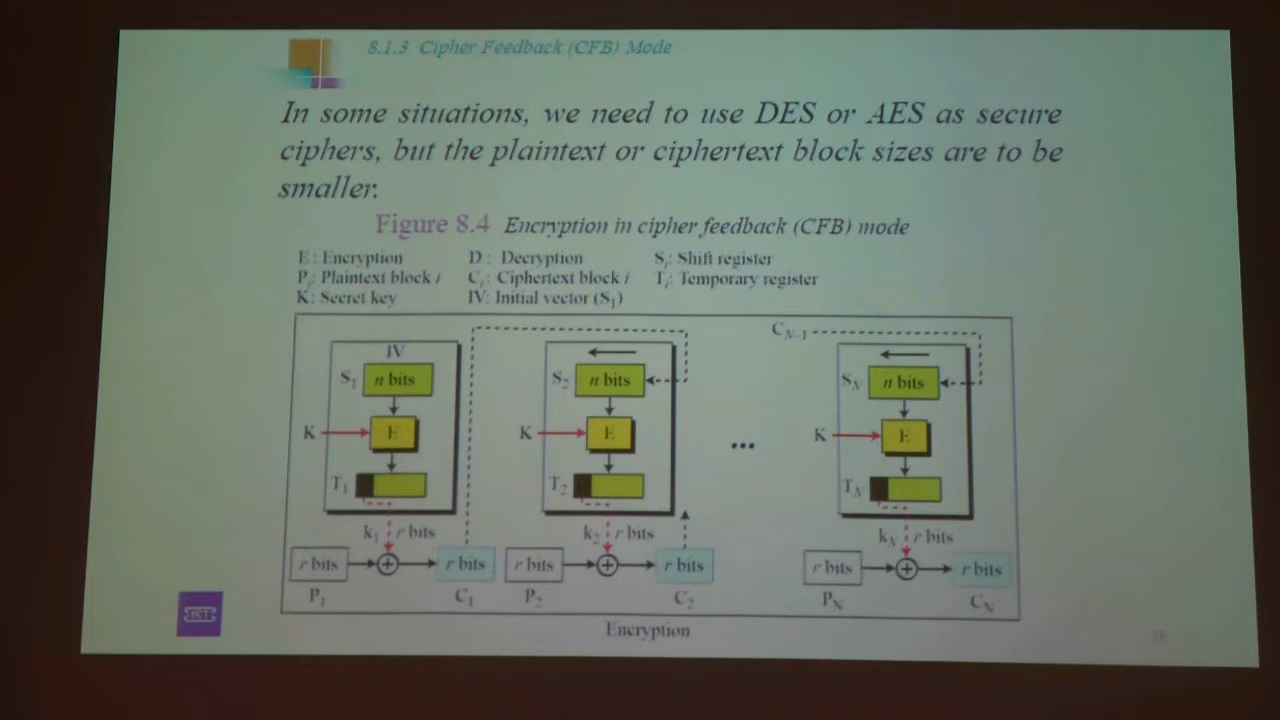 8.1.3 Cipher Feedback (CFB) Mode
In some situations, we need to use DES or AES as secure
ciphers, but the plaintext or ciphertext block sizes are to be
smaller.
Figure 8.4 Encryption in cipher feedback (CFB) mode
E : Encryption D : Decryption Si: Shift register
Pi: Plaintext block i Ci: Ciphertext block i Ti: Temporary register
K: Secret key IV: Initial vector (S1)
CN−1
IV
S1 n bits S2 n bits SN n bits
K E K E ... K E
T1 T2 TN
k1 r bits k2 r bits kN r bits
r bits + r bits r bits + r bits r bits + r bits
P1 C1 P2 C2 PN CN
Encryption